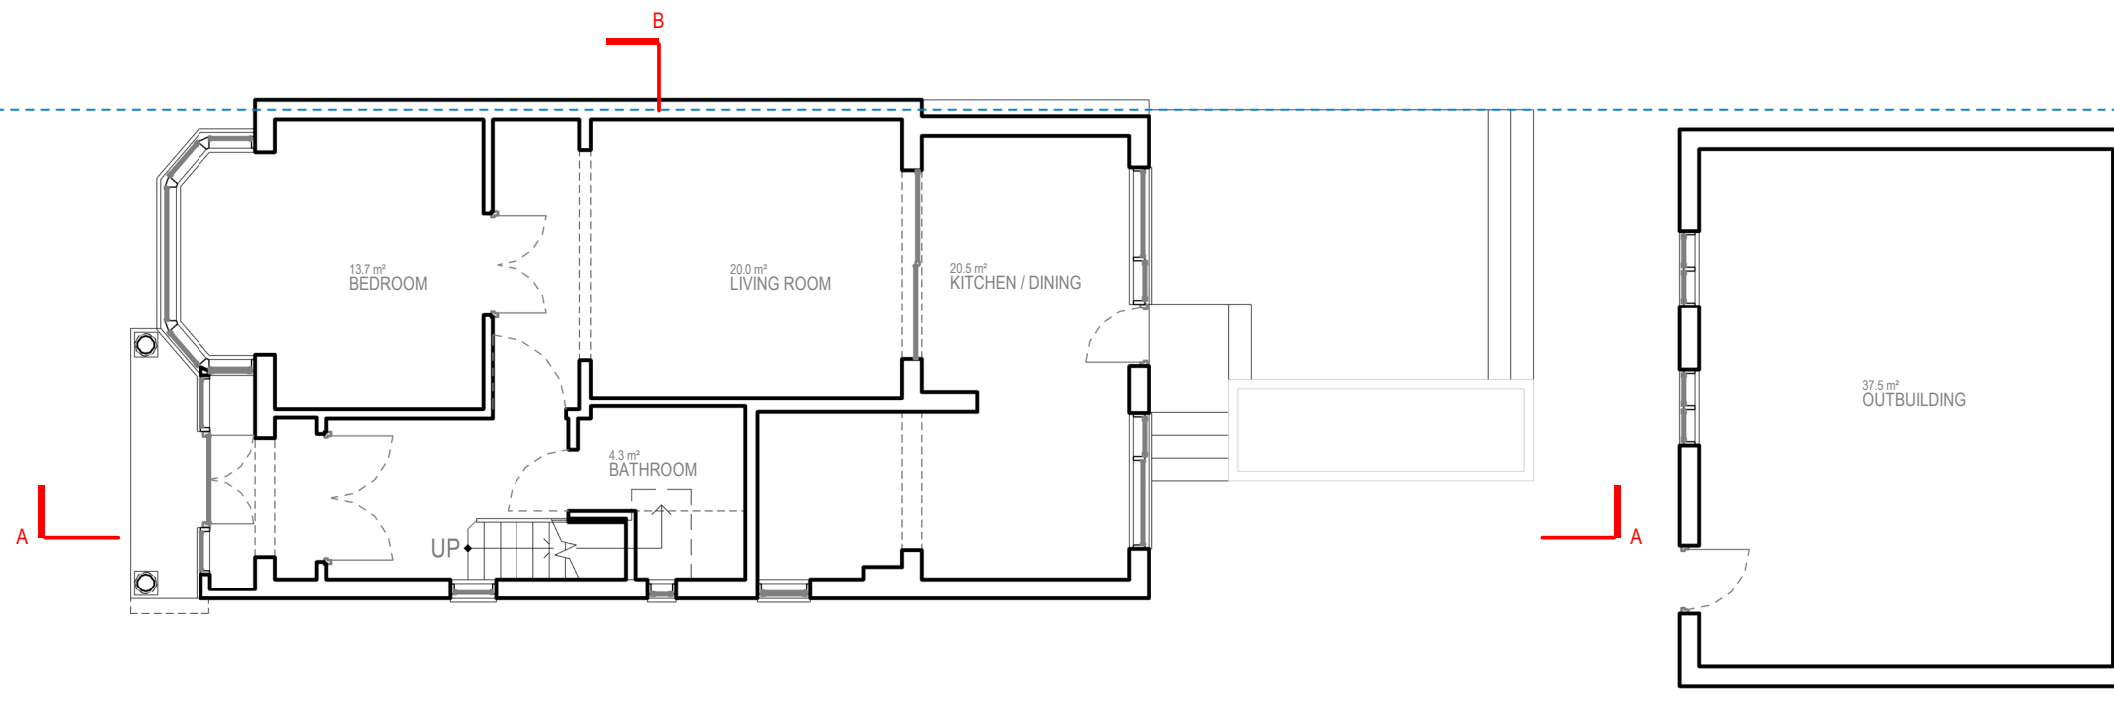 B
13.7 m²
BEDROOM
20.0 m²
LIVING ROOM
20.5 m²
KITCHEN / DINING
37.5 m²
OUTBUILDING
4.3 m²
BATHROOM
UP
A
A